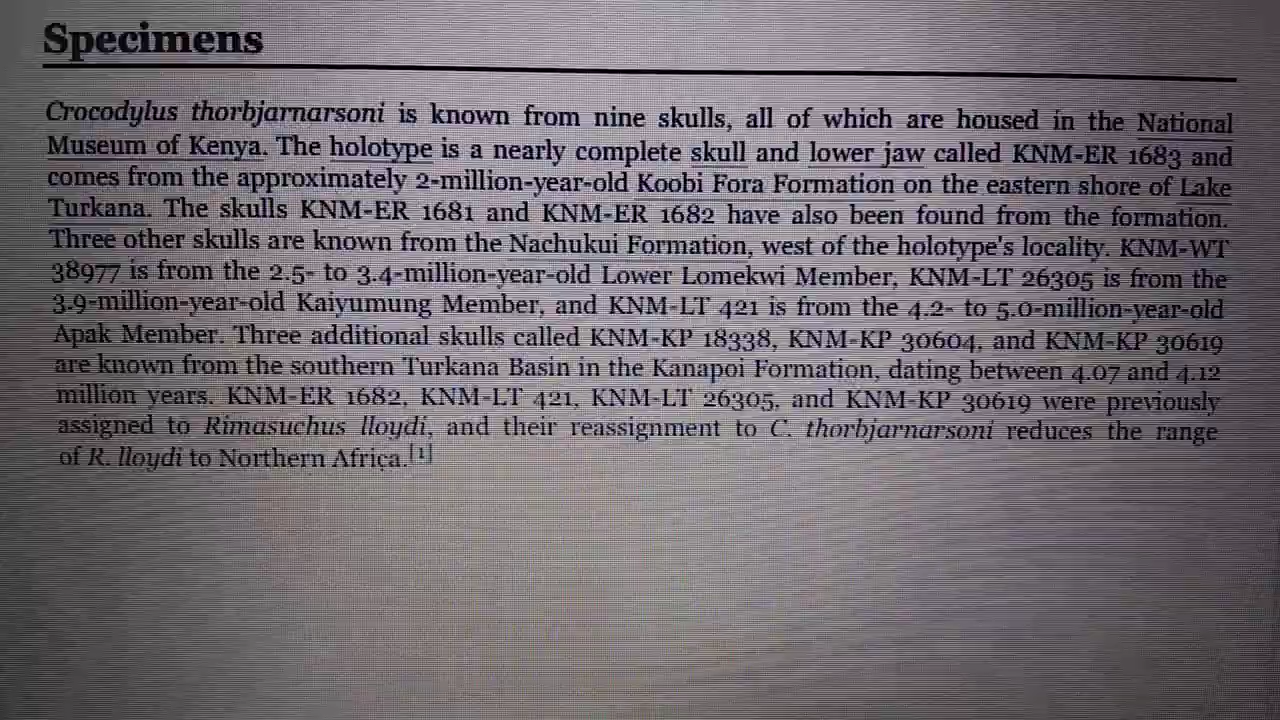 Specimens
Crocodylus thorbjarnarsoni is known from nine skulls, all of which are housed in the National
Museum of Kenya. The holotype is a nearly complete skull and lower jaw called KNM-ER 1683 and
comes from the approximately 2-million-year-old Koobi Fora Formation on the eastern shore of Lake
Turkana. The skulls KNM-ER 1681 and KNM-ER 1682 have also been found from the formation.
Three other skulls are known from the Nachukui Formation, west of the holotype's locality. KNM-WT
38977 is from the 2.5- to 3.4-million-year-old Lower Lomekwi Member, KNM-LT 26305 is from the
3.9-million-year-old Kaiyumung Member, and KNM-LT 421 is from the 4.2- to 5.0-million-year-old
Apak Member. Three additional skulls called KNM-KP 18338, KNM-KP 30604, and KNM-KP 30619
are known from the southern Turkana Basin in the Kanapoi Formation, dating between 4.07 and 4.12
million years. KNM-ER 1682, KNM-LT 421, KNM-LT 26305, and KNM-KP 30619 were previously
assigned to Rimasuchus lloydi, and their reassignment to C. thorbjarnarsoni reduces the range
of R. lloydi to Northern Africa.[1]